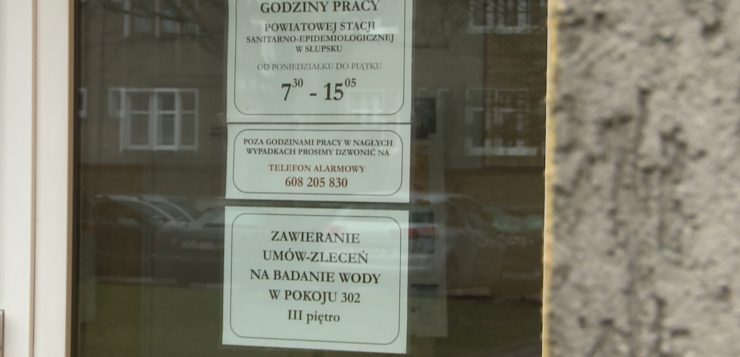 GODZINY PRACY
POWIATOWEJ STACJI
SANITARNO-EPIDEMIOLOGICZNEJ
W SŁUPSKU
OD PONIEDZIAŁKU DO PIĄTKU
7³⁰ - 15⁰⁵
POZA GODZINAMI PRACY W NAGŁYCH
WYPADKACH PROSIMY DZWONIĆ NA
TELEFON ALARMOWY
608 205 830
ZAWIERANIE
UMÓW-ZLECEŃ
NA BADANIE WODY
W POKOJU 302
III piętro